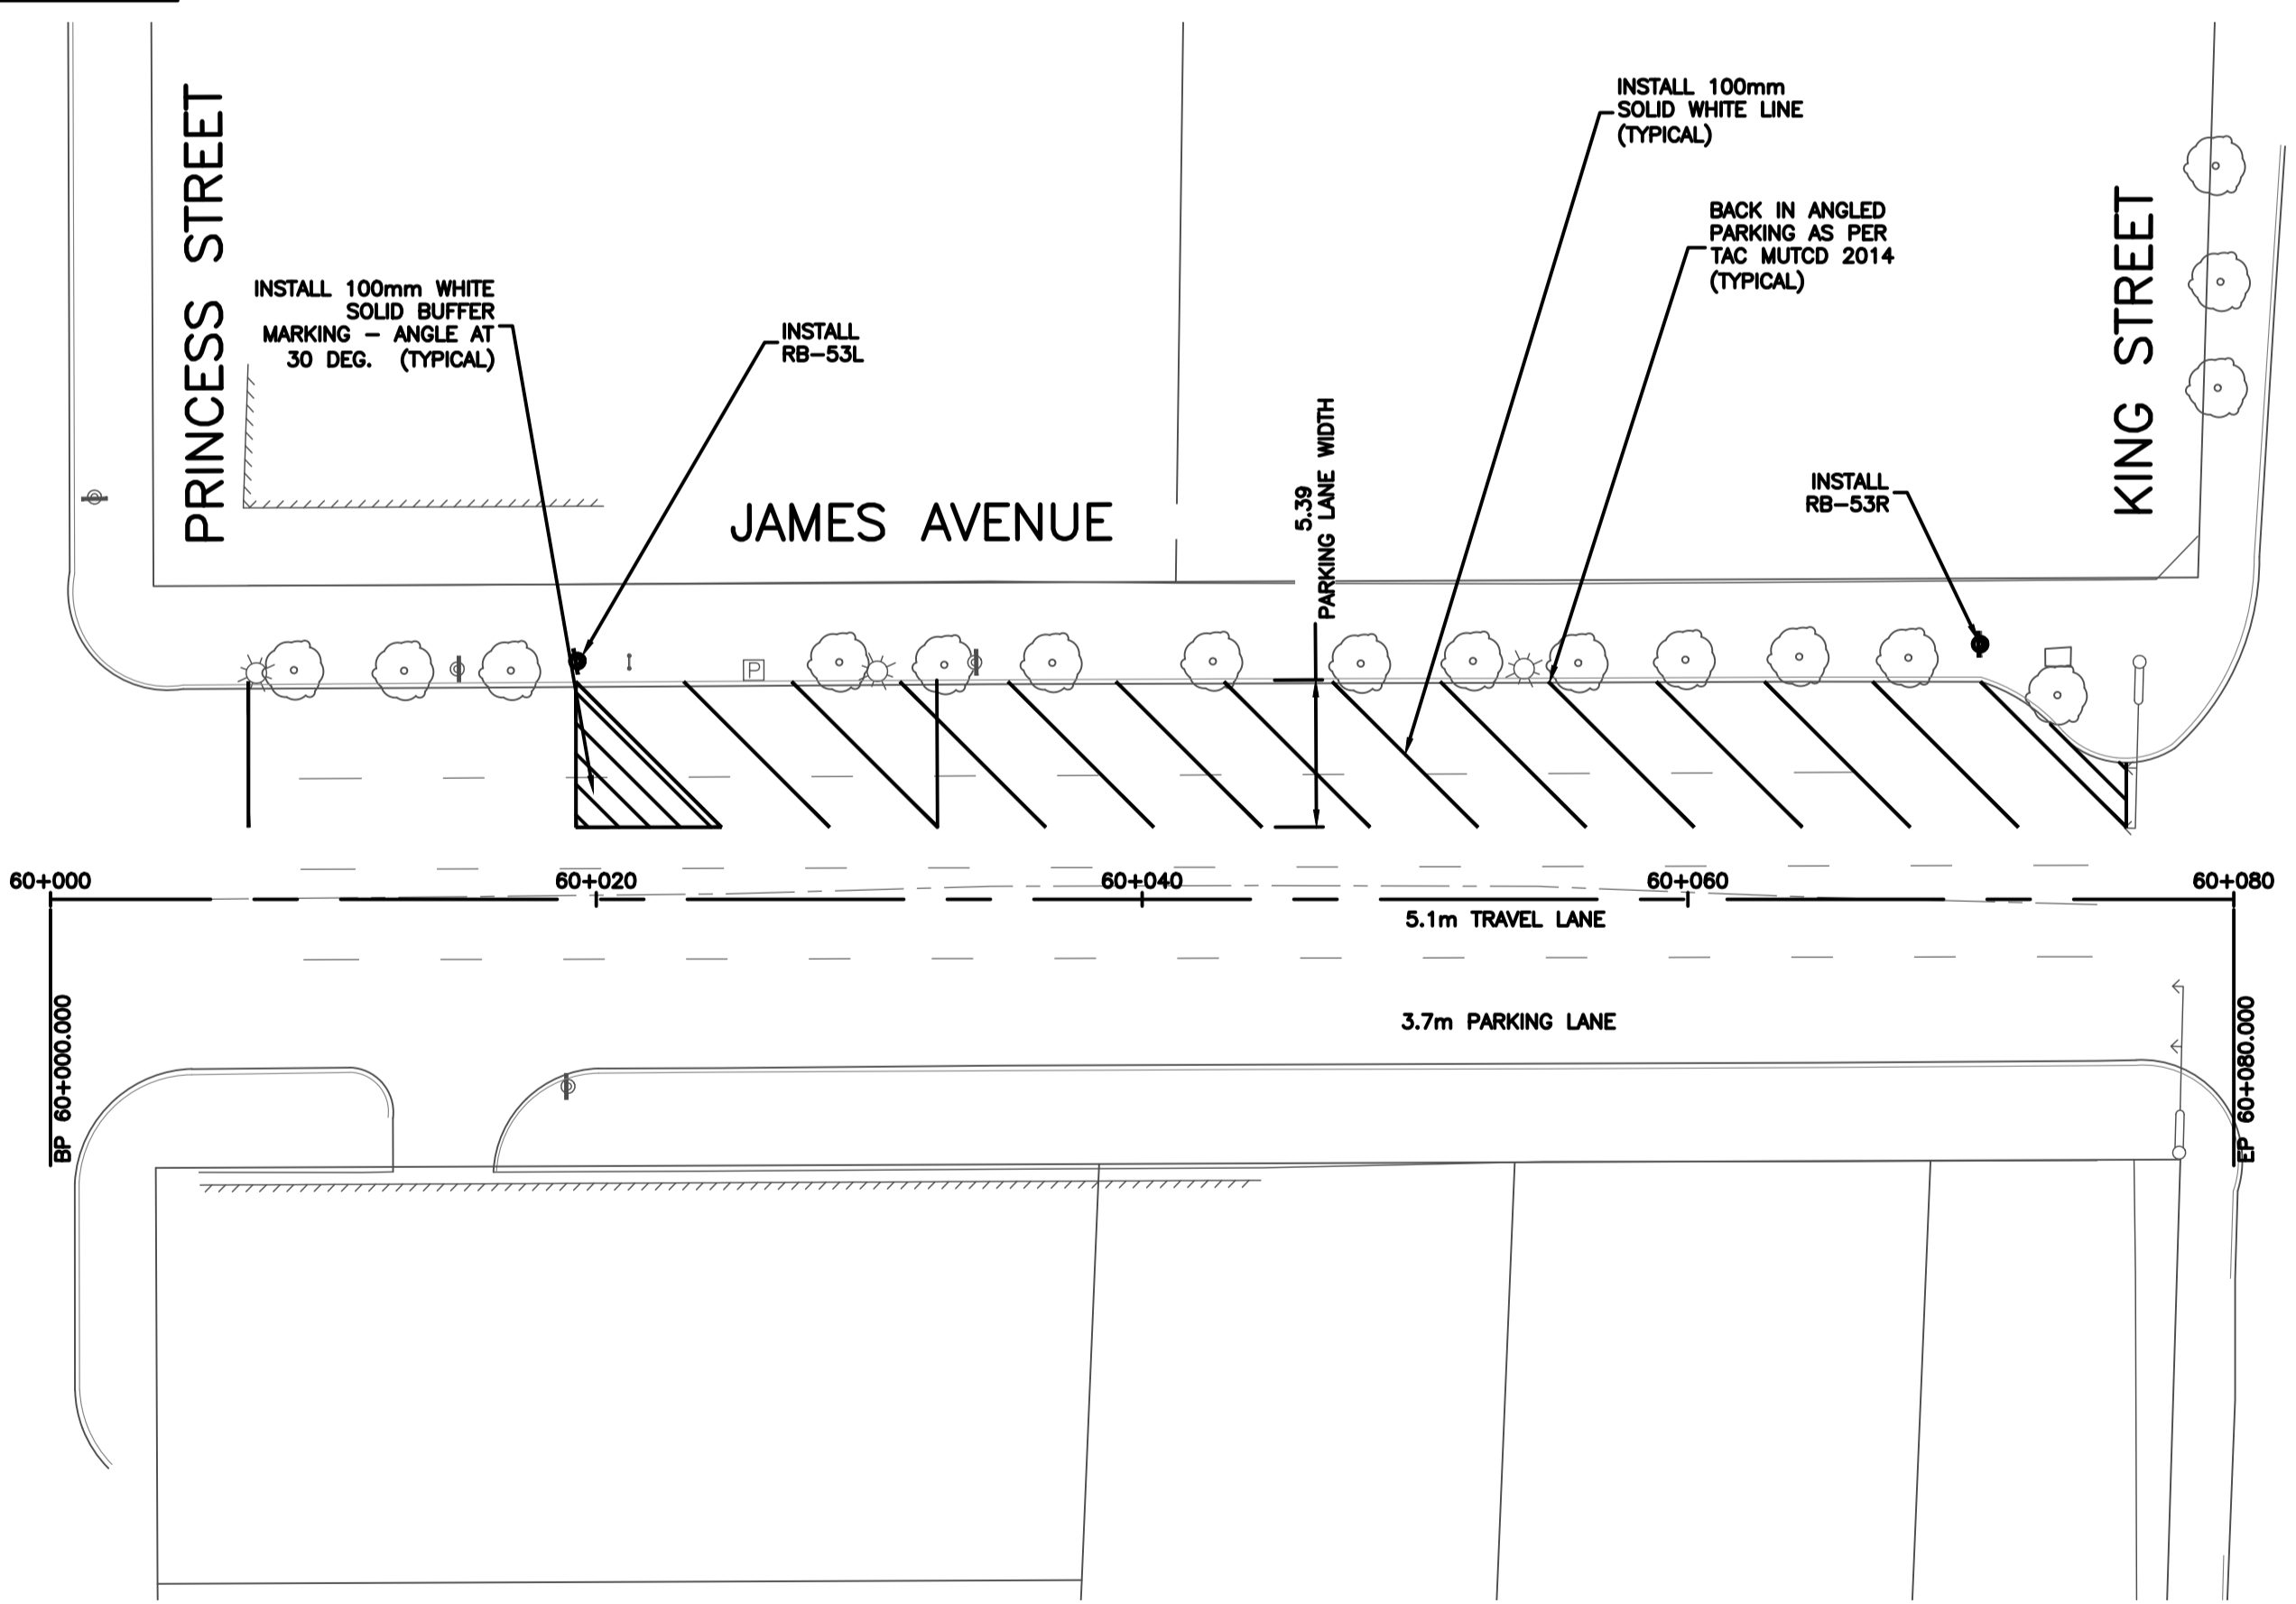 PRINCESS STREET
INSTALL 100mm WHITE
SOLID BUFFER
MARKING - ANGLE AT
30 DEG. (TYPICAL)
INSTALL
RB-53L
JAMES AVENUE
5.39
PARKING LANE WIDTH
INSTALL 100mm
SOLID WHITE LINE
(TYPICAL)
BACK IN ANGLED
PARKING AS PER
TAC MUTCD 2014
(TYPICAL)
INSTALL
RB-53R
KING STREET
P
60+000
60+020
60+040
60+060
60+080
5.1m TRAVEL LANE
3.7m PARKING LANE
BP 60+000.000
EP 60+080.000